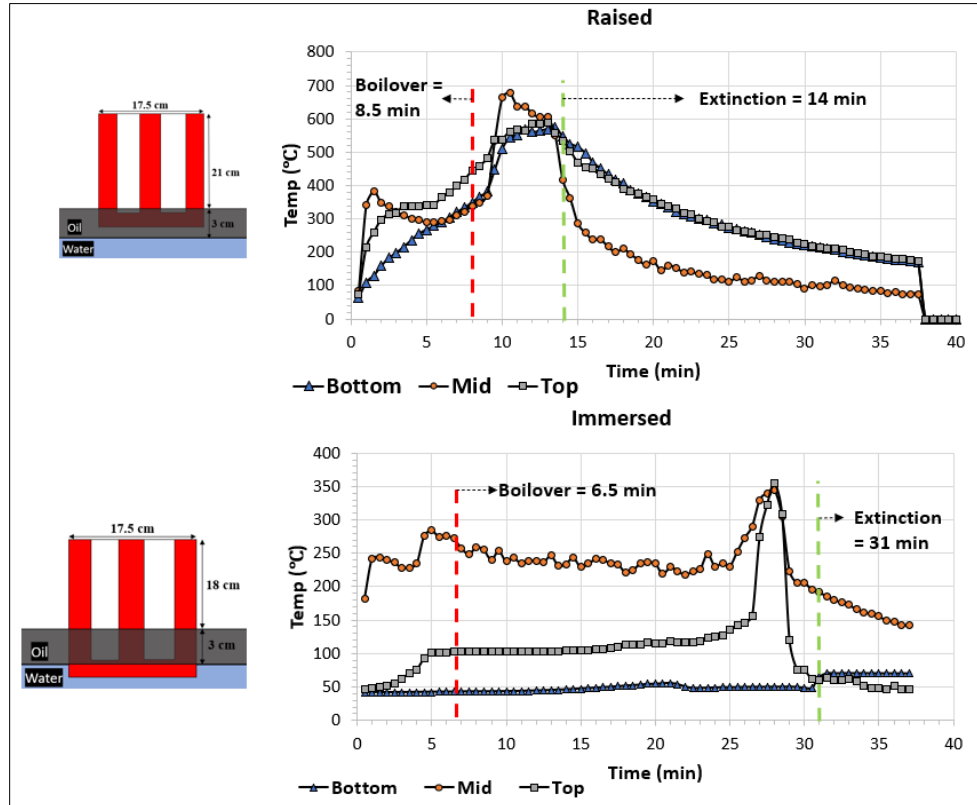 Raised
17.5 cm
21 cm
Oil
3 cm
Water
Temp (°C)
800
700
600
500
400
300
200
100
0
Boilover =
8.5 min
Extinction = 14 min
0 5 10 15 20 25 30 35 40
Time (min)
Bottom Mid Top
Immersed
17.5 cm
18 cm
Oil
3 cm
Water
Temp (°C)
400
350
300
250
200
150
100
50
0
Boilover = 6.5 min
Extinction
= 31 min
0 5 10 15 20 25 30 35 40
Time (min)
Bottom Mid Top